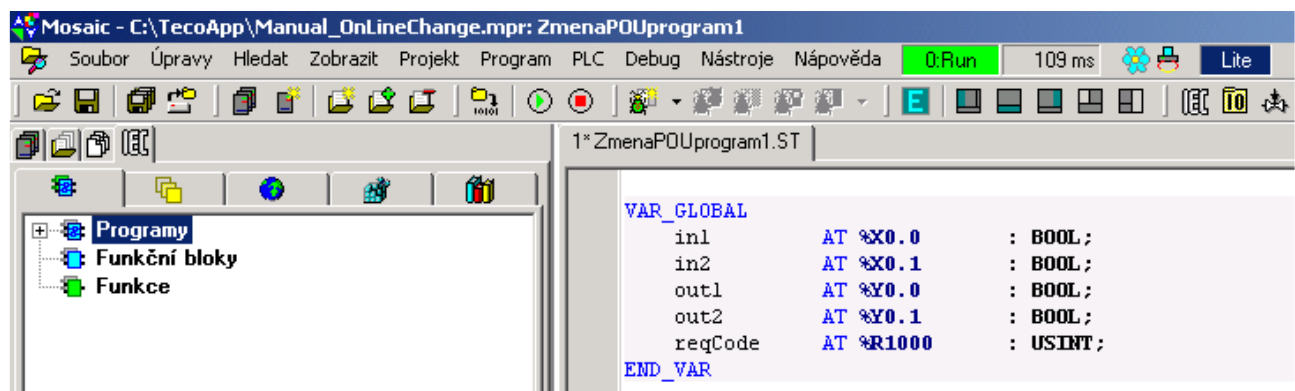 Mosaic - C:\TecoApp\Manual_OnLineChange.mpr: ZmenaPOUprogram1
Soubor Úpravy Hledat Zobrazit Projekt Program PLC Debug Nástroje Nápověda 0:Run 109 ms Lite
1* ZmenaPOUprogram1.ST
Programy
Funkční bloky
Funkce
VAR_GLOBAL
in1 AT %X0.0 : BOOL;
in2 AT %X0.1 : BOOL;
out1 AT %Y0.0 : BOOL;
out2 AT %Y0.1 : BOOL;
reqCode AT %R1000 : USINT;
END_VAR